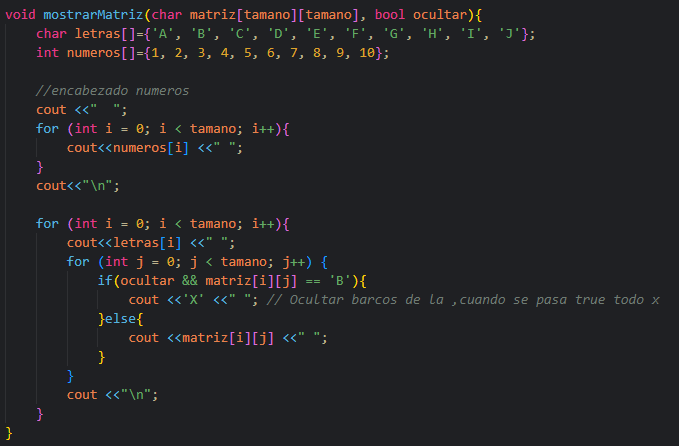 void mostrarMatriz(char matriz[tamano][tamano], bool ocultar){
    char letras[]={'A', 'B', 'C', 'D', 'E', 'F', 'G', 'H', 'I', 'J'};
    int numeros[]={1, 2, 3, 4, 5, 6, 7, 8, 9, 10};

    //encabezado numeros
    cout <<"  ";
    for (int i = 0; i < tamano; i++){
        cout<<numeros[i] <<" ";
    }
    cout<<"\n";

    for (int i = 0; i < tamano; i++){
        cout<<letras[i] <<" ";
        for (int j = 0; j < tamano; j++) {
            if(ocultar && matriz[i][j] == 'B'){
                cout <<'X' <<" "; // Ocultar barcos de la ,cuando se pasa true todo x
            }else{
                cout <<matriz[i][j] <<" ";
            }
        }
        cout <<"\n";
    }
}